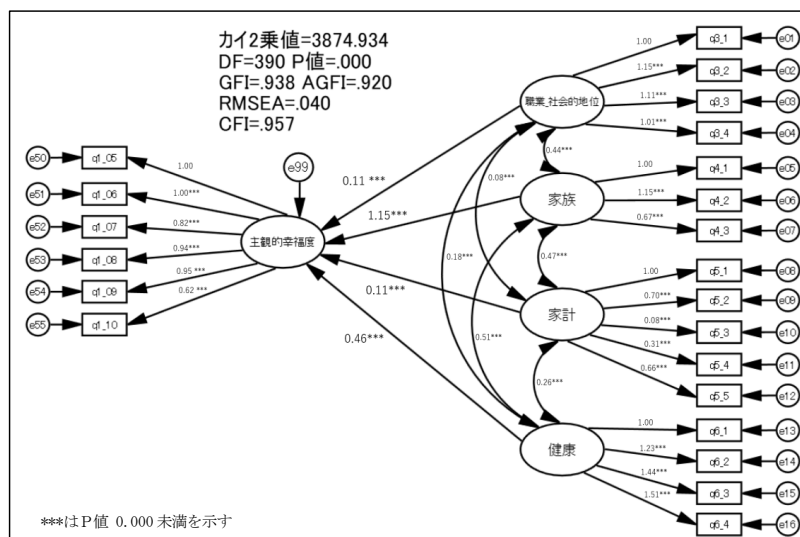 カイ2乗値=3874.934
DF=390 P値=.000
GFI=.938 AGFI=.920
RMSEA=.040
CFI=.957
e50
q1_05
1.00
e51
q1_06
1.00***
e52
q1_07
0.82***
e53
q1_08
0.94***
e54
q1_09
0.95 ***
e55
q1_10
0.62 ***
e99
主観的幸福度
0.11 ***
1.15***
0.11***
0.46***
職業_社会的地位
家族
家計
健康
0.44***
0.08***
0.47***
0.18***
0.51***
0.26***
1.00
q3_1
e01
1.15***
q3_2
e02
1.11***
q3_3
e03
1.01***
q3_4
e04
1.00
q4_1
e05
1.15***
q4_2
e06
0.67***
q4_3
e07
1.00
q5_1
e08
0.70***
q5_2
e09
0.08***
q5_3
e10
0.31***
q5_4
e11
0.66***
q5_5
e12
1.00
q6_1
e13
1.23***
q6_2
e14
1.44***
q6_3
e15
1.51***
q6_4
e16
***はP値 0.000 未満を示す